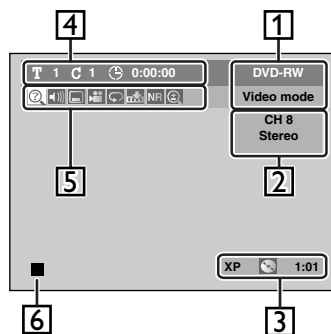 4
1
T 1 C 1 0:00:00
DVD-RW
Video mode
NR
CH 8
Stereo
5
2
XP 1:01
6
3